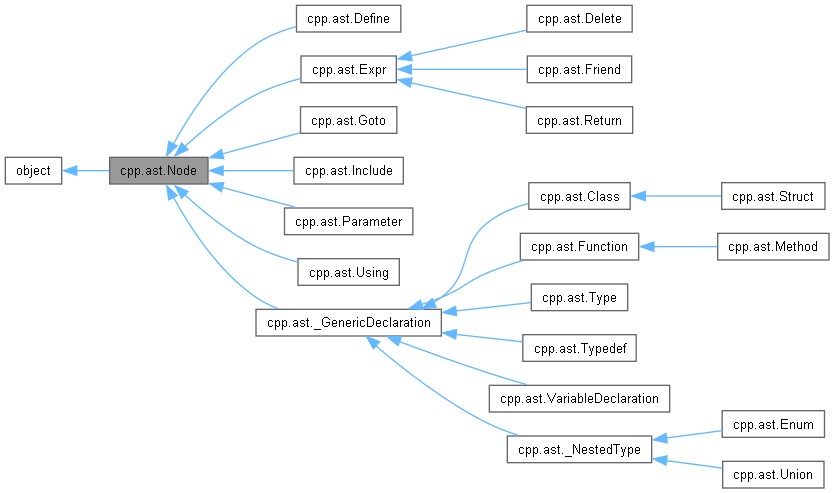 cpp.ast.Define
cpp.ast.Delete
cpp.ast.Expr
cpp.ast.Friend
cpp.ast.Goto
cpp.ast.Return
object
cpp.ast.Node
cpp.ast.Include
cpp.ast.Class
cpp.ast.Struct
cpp.ast.Parameter
cpp.ast.Function
cpp.ast.Method
cpp.ast.Using
cpp.ast.Type
cpp.ast._GenericDeclaration
cpp.ast.Typedef
cpp.ast.VariableDeclaration
cpp.ast.Enum
cpp.ast._NestedType
cpp.ast.Union